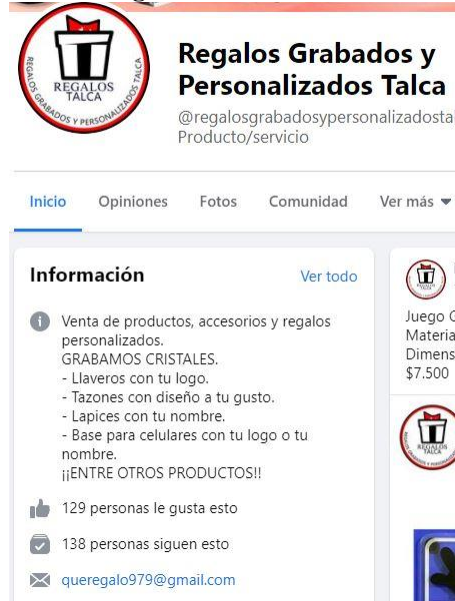 REGALOS
TALCA
REGALOS GRABADOS Y PERSONALIZADOS TALCA
Regalos Grabados y
Personalizados Talca
@regalosgrabadosypersonalizadostal
Producto/servicio
Inicio Opiniones Fotos Comunidad Ver más
Información Ver todo
Venta de productos, accesorios y regalos
personalizados.
GRABAMOS CRISTALES.
- Llaveros con tu logo.
- Tazones con diseño a tu gusto.
- Lapices con tu nombre.
- Base para celulares con tu logo o tu
nombre.
¡¡ENTRE OTROS PRODUCTOS!!
129 personas le gusta esto
138 personas siguen esto
queregalo979@gmail.com
Juego G
Materia
Dimens
$7.500
REGALOS
TALCA